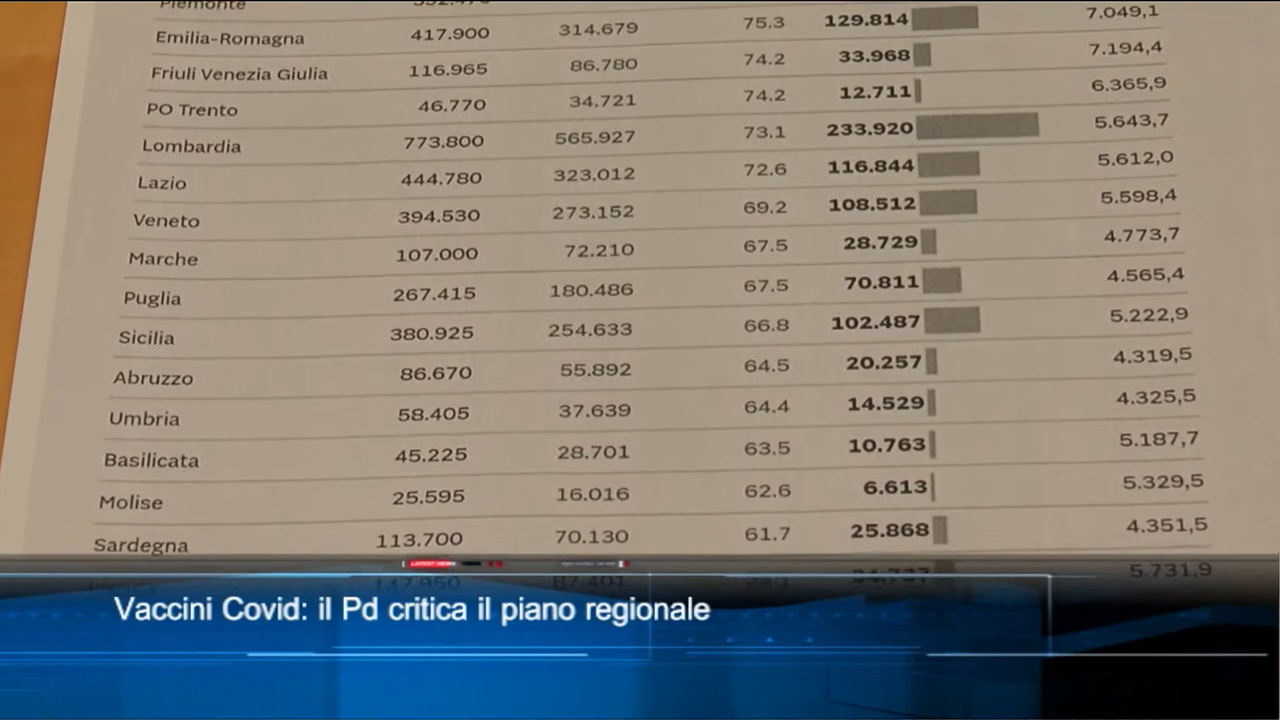 Piemonte
Emilia-Romagna 417.900 314.679 75.3 129.814 7.049,1
Friuli Venezia Giulia 116.965 86.780 74.2 33.968 7.194,4
PO Trento 46.770 34.721 74.2 12.711 6.365,9
Lombardia 773.800 565.927 73.1 233.920 5.643,7
Lazio 444.780 323.012 72.6 116.844 5.612,0
Veneto 394.530 273.152 69.2 108.512 5.598,4
Marche 107.000 72.210 67.5 28.729 4.773,7
Puglia 267.415 180.486 67.5 70.811 4.565,4
Sicilia 380.925 254.633 66.8 102.487 5.222,9
Abruzzo 86.670 55.892 64.5 20.257 4.319,5
Umbria 58.405 37.639 64.4 14.529 4.325,5
Basilicata 45.225 28.701 63.5 10.763 5.187,7
Molise 25.595 16.016 62.6 6.613 5.329,5
Sardegna 113.700 70.130 61.7 25.868 4.351,5
147.950 87.401 5.731,9
LATEST NEWS
Vaccini Covid: il Pd critica il piano regionale